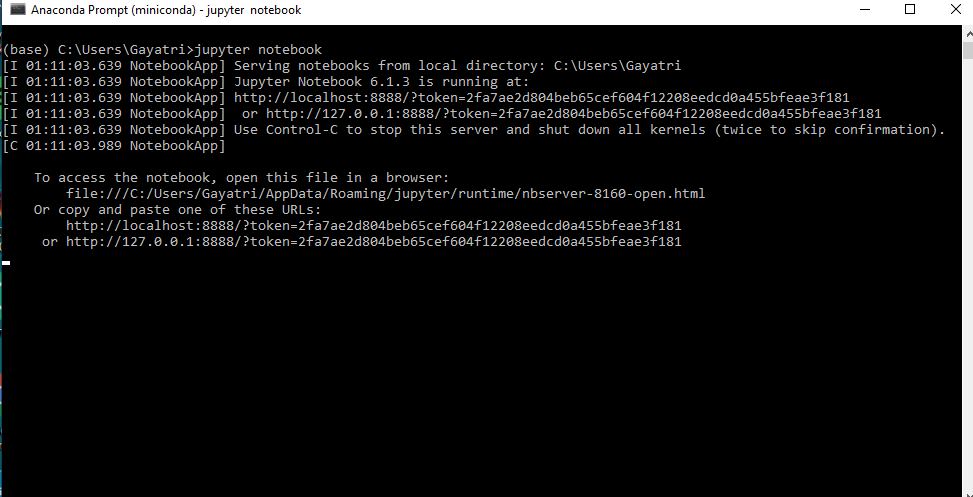 Anaconda Prompt (miniconda) - jupyter notebook
(base) C:\Users\Gayatri>jupyter notebook
[I 01:11:03.639 NotebookApp] Serving notebooks from local directory: C:\Users\Gayatri
[I 01:11:03.639 NotebookApp] Jupyter Notebook 6.1.3 is running at:
[I 01:11:03.639 NotebookApp] http://localhost:8888/?token=2fa7ae2d804beb65cef604f12208eedcd0a455bfeae3f181
[I 01:11:03.639 NotebookApp]  or http://127.0.0.1:8888/?token=2fa7ae2d804beb65cef604f12208eedcd0a455bfeae3f181
[I 01:11:03.639 NotebookApp] Use Control-C to stop this server and shut down all kernels (twice to skip confirmation).
[C 01:11:03.989 NotebookApp]
To access the notebook, open this file in a browser:
file:///C:/Users/Gayatri/AppData/Roaming/jupyter/runtime/nbserver-8160-open.html
Or copy and paste one of these URLs:
http://localhost:8888/?token=2fa7ae2d804beb65cef604f12208eedcd0a455bfeae3f181
or http://127.0.0.1:8888/?token=2fa7ae2d804beb65cef604f12208eedcd0a455bfeae3f181